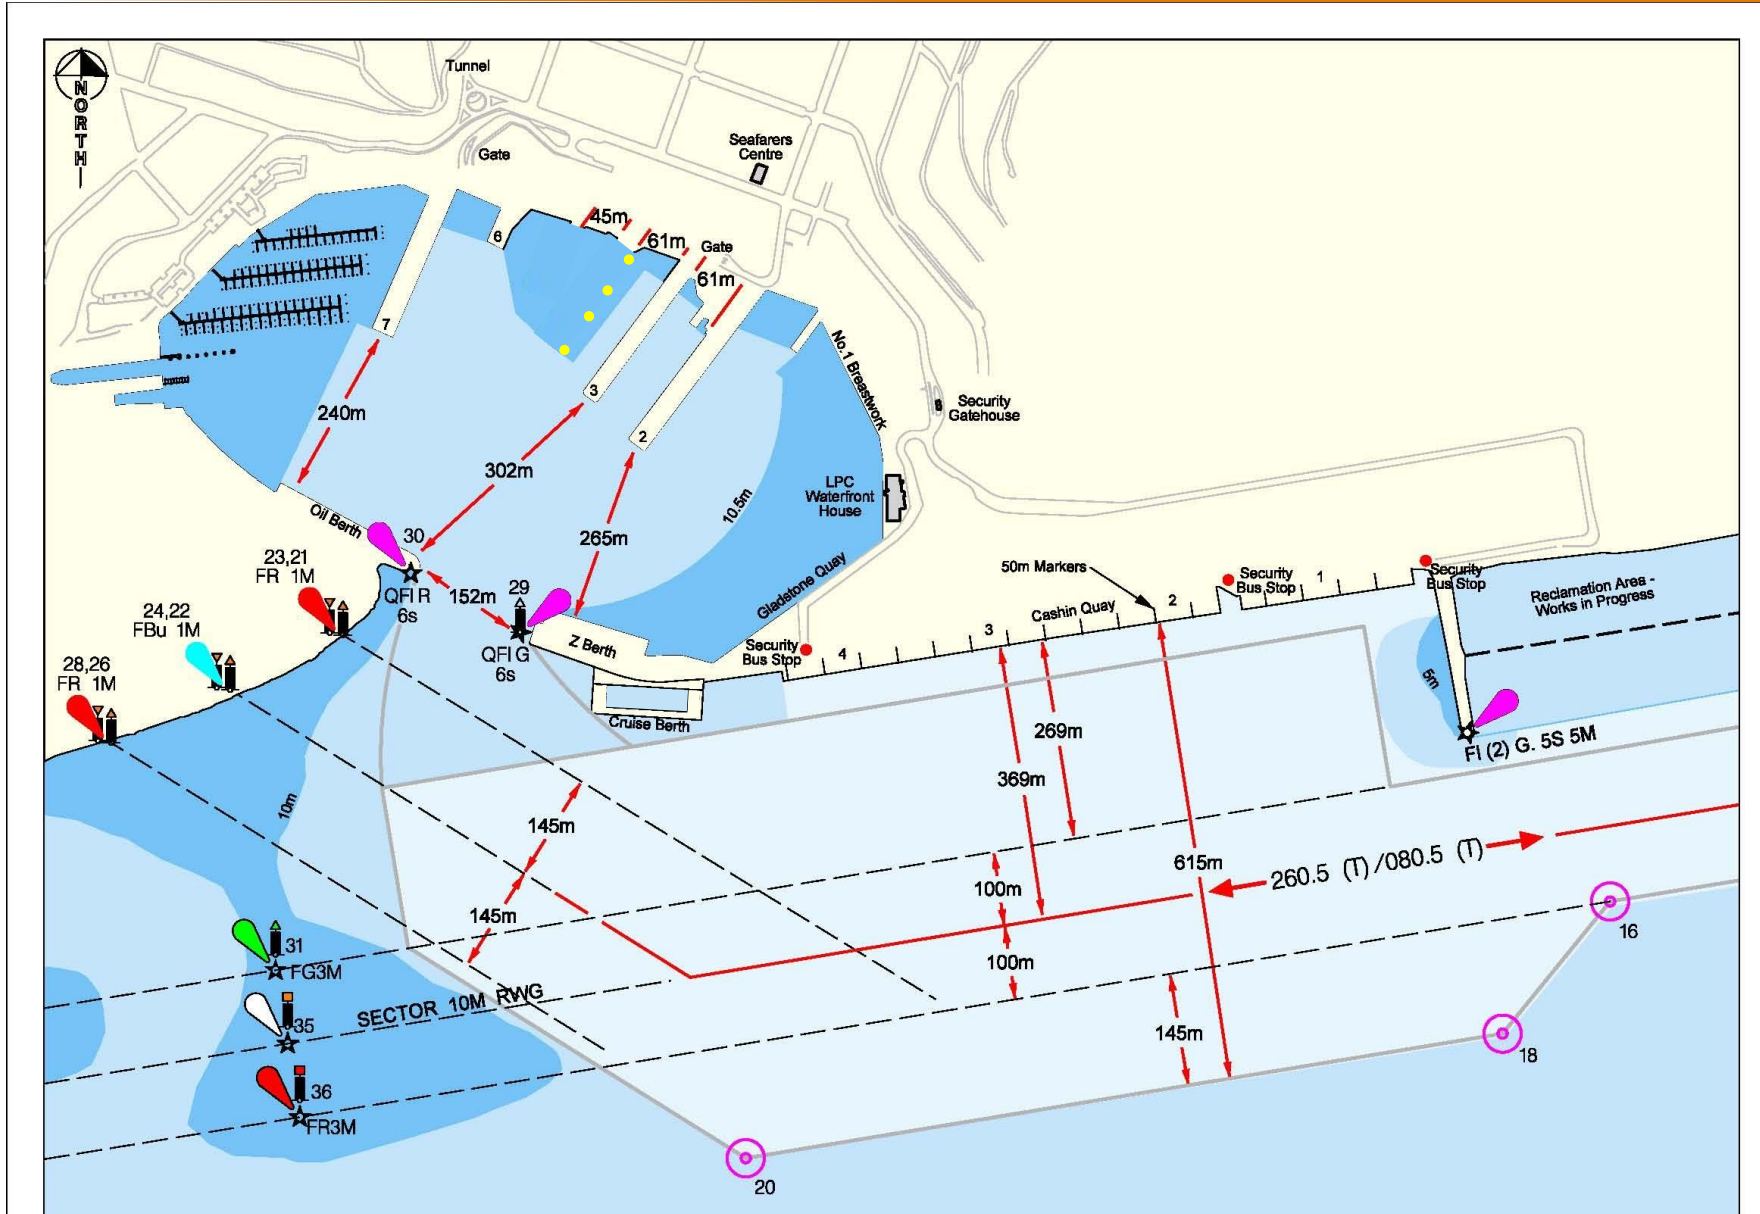 NORTH
Tunnel
Gate
Seafarers
Centre
45m
61m
Gate
61m
6
7
3
2
No.1 Breastwork
240m
302m
265m
10.5m
Security
Gatehouse
LPC
Waterfront
House
Oil Berth
30
QFl R
6s
152m
29
QFl G
6s
Z Berth
Gladstone Quay
Cruise Berth
23,21
FR 1M
24,22
FBu 1M
28,26
FR 1M
Security
Bus Stop
4
3
Cashin Quay
2
1
50m Markers
Security
Bus Stop
Security
Bus Stop
Reclamation Area -
Works in Progress
5m
Fl (2) G. 5S 5M
269m
369m
615m
10m
145m
145m
100m
100m
145m
260.5 (T) /080.5 (T)
31
FG3M
SECTOR 10M RWG
35
36
FR3M
16
18
20